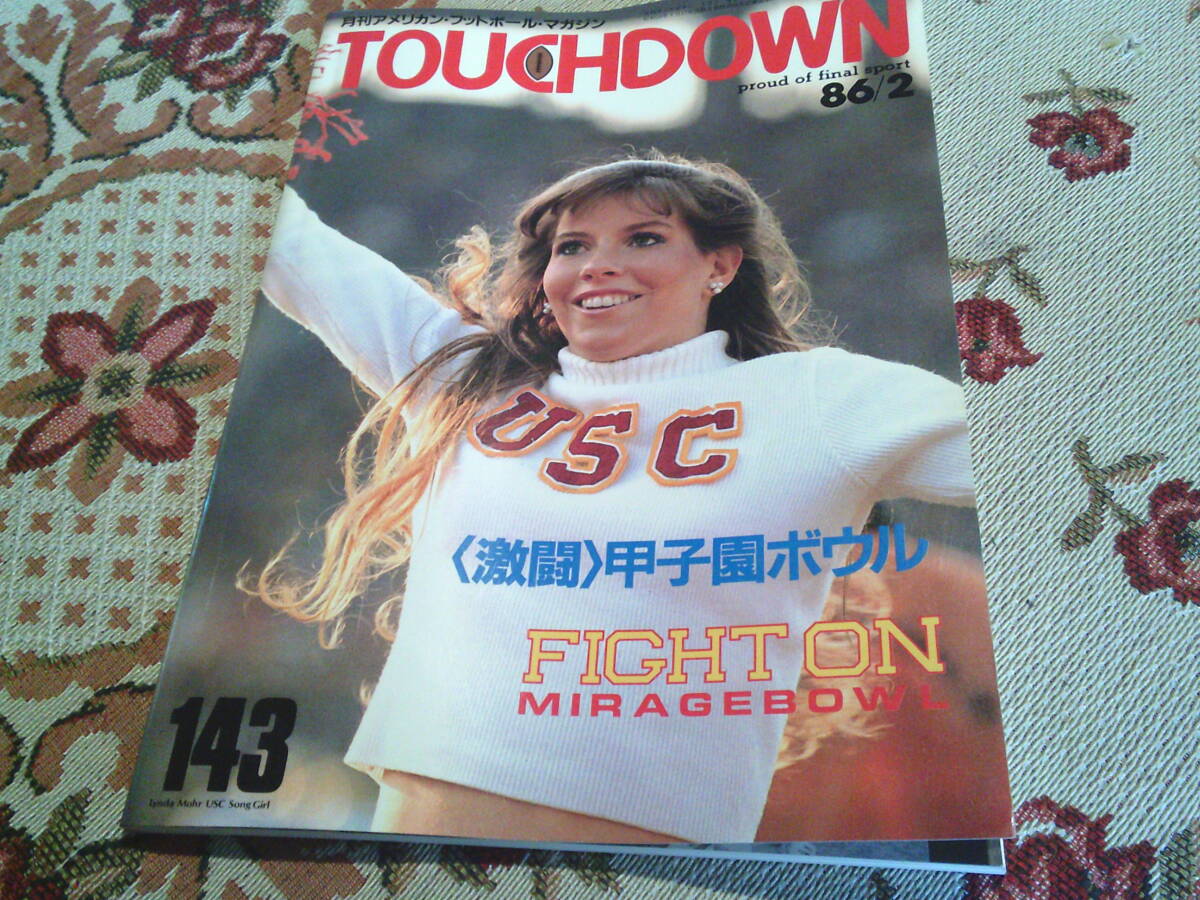 月刊アメリカン・フットボール・マガジン
TOUCHDOWN
proud of final sport
86/2
USC
〈激闘〉甲子園ボウル
FIGHT ON
MIRAGEBOWL
143
Lynda Mohr USC Song Girl